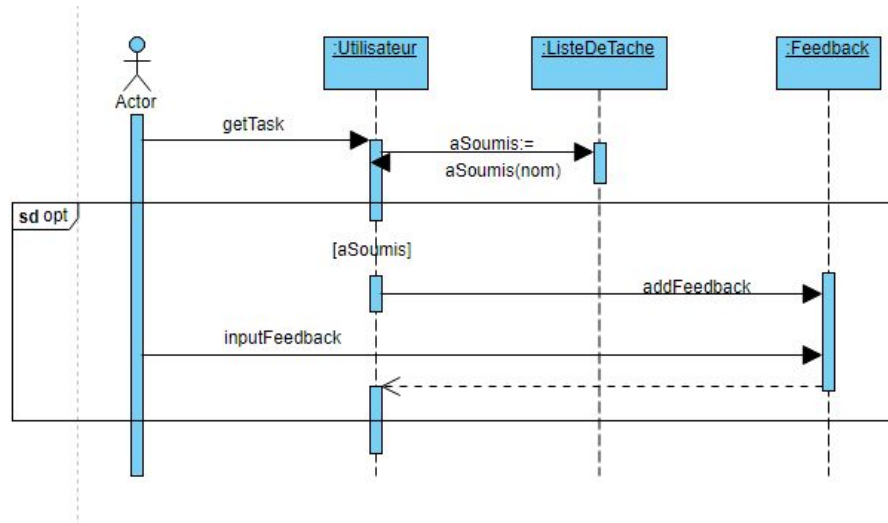 :Utilisateur
:ListeDeTache
:Feedback
Actor
getTask
aSoumis:=
aSoumis(nom)
sd opt
[aSoumis]
addFeedback
inputFeedback